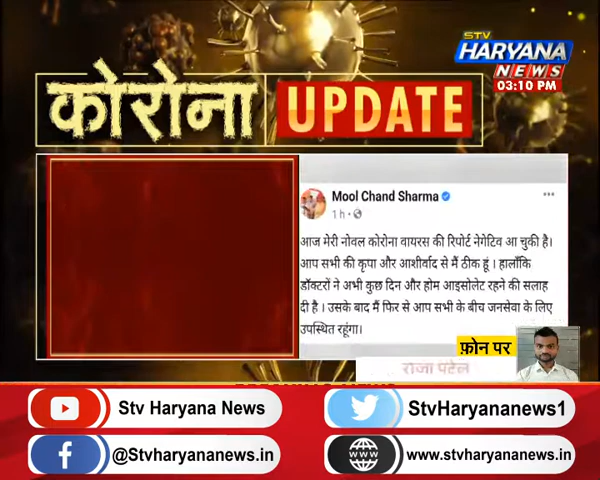 STV
HARYANA
NEWS
03:10 PM
कोरोना UPDATE
Mool Chand Sharma
1 h
आज मेरी नोवल कोरोना वायरस की रिपोर्ट नेगेटिव आ चुकी है।
आप सभी की कृपा और आशीर्वाद से मैं ठीक हूं । हालाँकि
डॉक्टरों ने अभी कुछ दिन और होम आइसोलेट रहने की सलाह
दी है । उसके बाद मैं फिर से आप सभी के बीच जनसेवा के लिए
उपस्थित रहूंगा।
फ़ोन पर
राजा पटेल
Stv Haryana News
StvHaryananews1
@Stvharyananews.in
www.stvharyananews.in